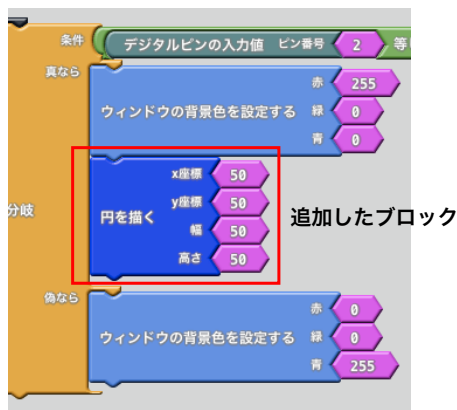 条件 デジタルピンの入力値 ピン番号 2 等
真なら
赤 255
ウィンドウの背景色を設定する 緑 0
青 0
x座標 50
y座標 50
円を描く
幅 50
高さ 50
追加したブロック
分岐
偽なら
赤 0
ウィンドウの背景色を設定する 緑 0
青 255